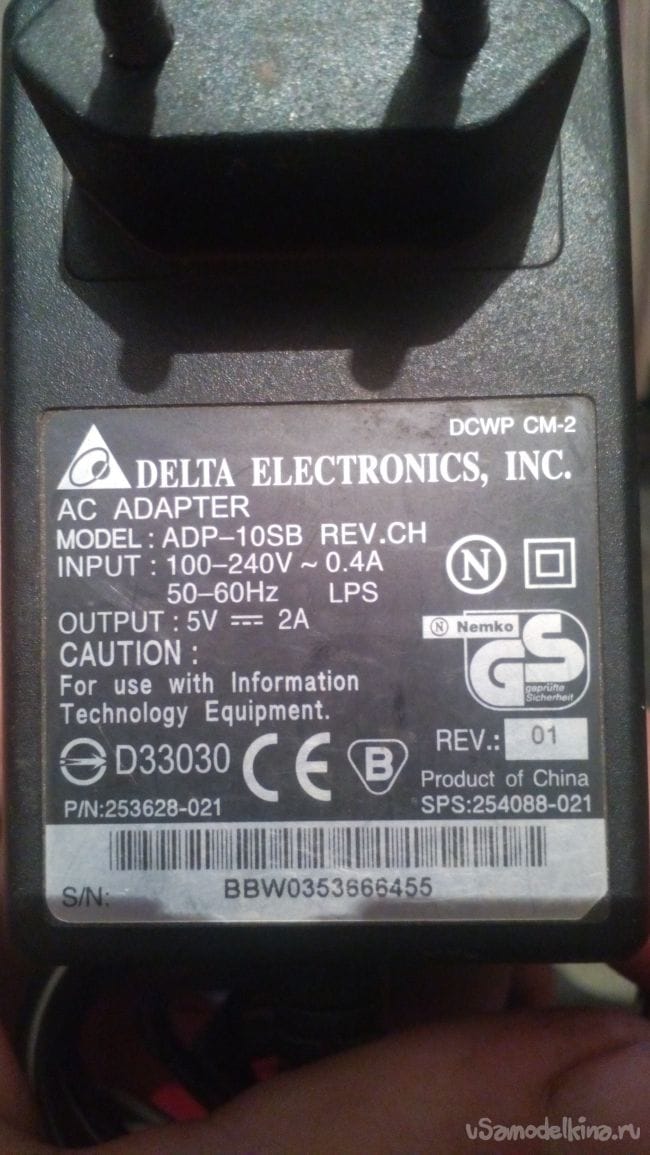 DCWP CM-2
DELTA ELECTRONICS, INC.
AC ADAPTER
MODEL : ADP-10SB REV.CH
INPUT : 100-240V ~ 0.4A
50-60Hz LPS
OUTPUT : 5V ⎓ 2A
CAUTION :
For use with Information
Technology Equipment.
N
N Nemko
GS
geprüfte
Sicherheit
D33030 CE B
REV.: 01
Product of China
P/N:253628-021
SPS:254088-021
S/N: BBW0353666455
vSamodelkina.ru